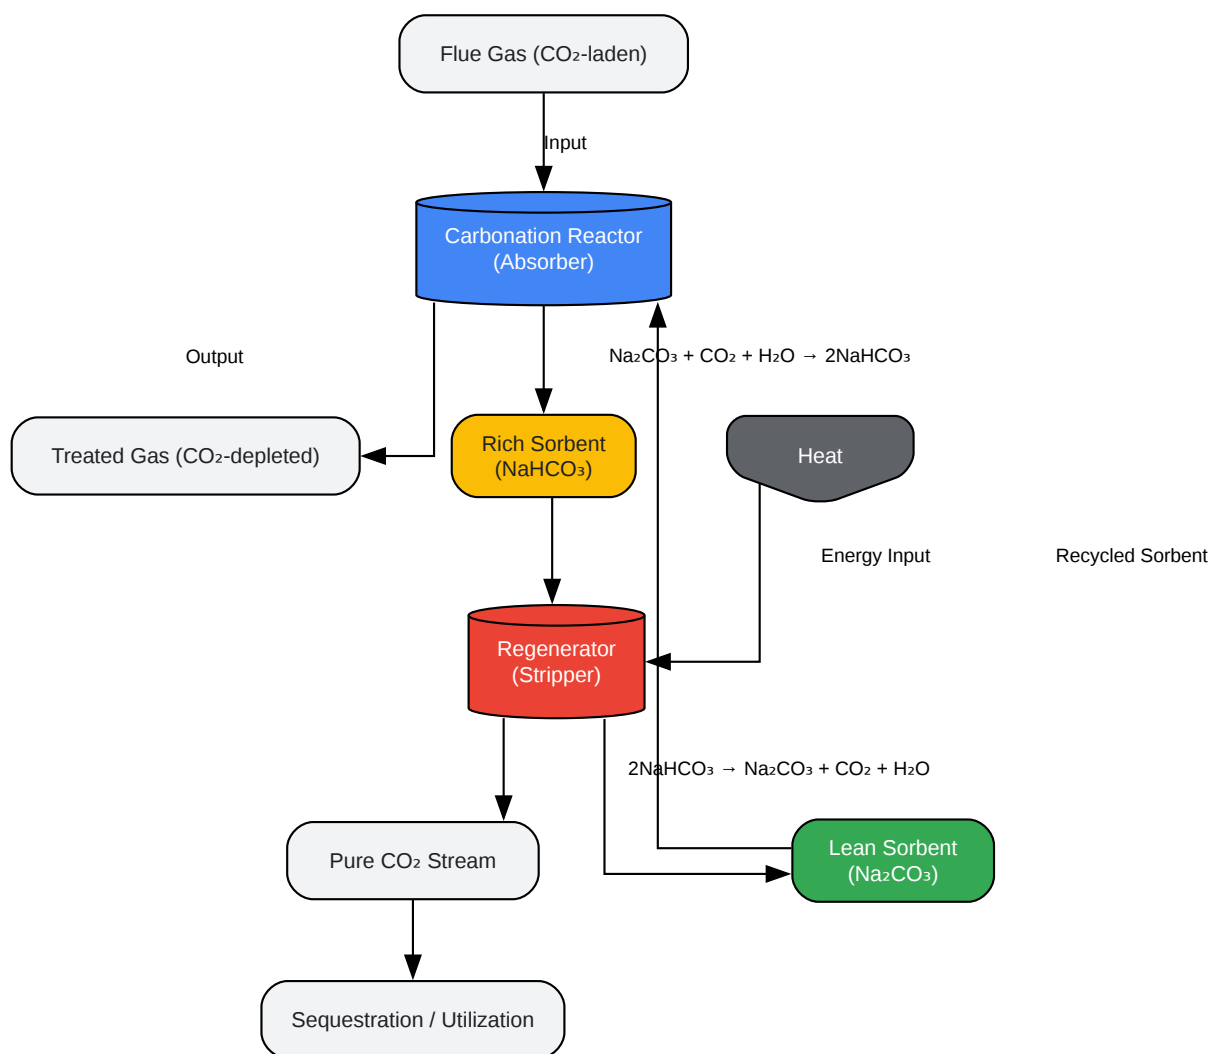 Flue Gas (CO₂-laden)
Input
Carbonation Reactor
(Absorber)
Output
Na₂CO₃ + CO₂ + H₂O → 2NaHCO₃
Treated Gas (CO₂-depleted)
Rich Sorbent
(NaHCO₃)
Heat
Energy Input
Recycled Sorbent
Regenerator
(Stripper)
2NaHCO₃ → Na₂CO₃ + CO₂ + H₂O
Pure CO₂ Stream
Lean Sorbent
(Na₂CO₃)
Sequestration / Utilization